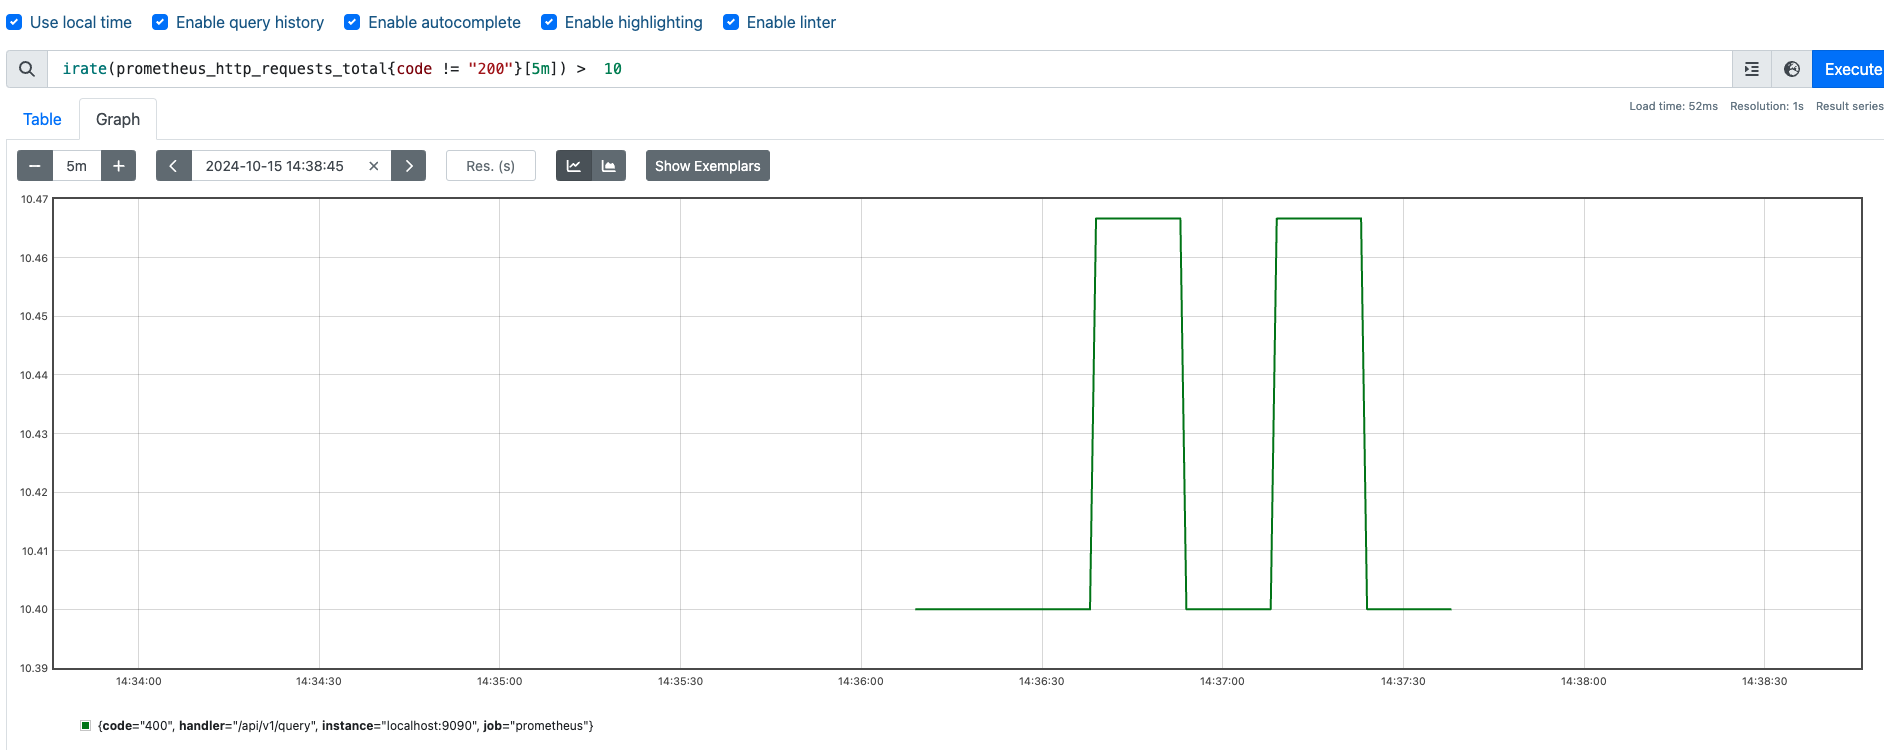 Use local time Enable query history Enable autocomplete Enable highlighting Enable linter
irate(prometheus_http_requests_total{code != "200"}[5m]) >  10
Execute
Load time: 52ms Resolution: 1s Result series
Table Graph
5m 2024-10-15 14:38:45 Res. (s) Show Exemplars
10.47
10.46
10.45
10.44
10.43
10.42
10.41
10.40
10.39
14:34:00 14:34:30 14:35:00 14:35:30 14:36:00 14:36:30 14:37:00 14:37:30 14:38:00 14:38:30
{code="400", handler="/api/v1/query", instance="localhost:9090", job="prometheus"}